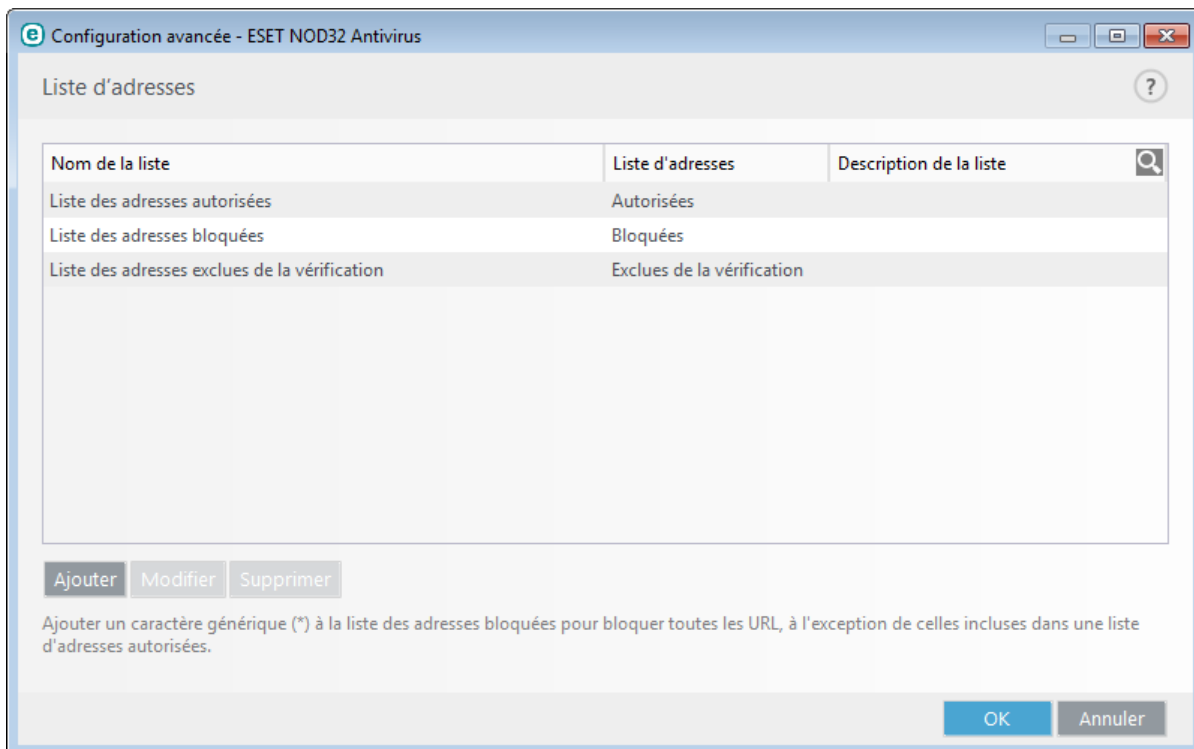 e Configuration avancée - ESET NOD32 Antivirus
Liste d'adresses
?
Nom de la liste Liste d'adresses Description de la liste
Liste des adresses autorisées Autorisées
Liste des adresses bloquées Bloquées
Liste des adresses exclues de la vérification Exclues de la vérification
Ajouter Modifier Supprimer
Ajouter un caractère générique (*) à la liste des adresses bloquées pour bloquer toutes les URL, à l'exception de celles incluses dans une liste
d'adresses autorisées.
OK Annuler